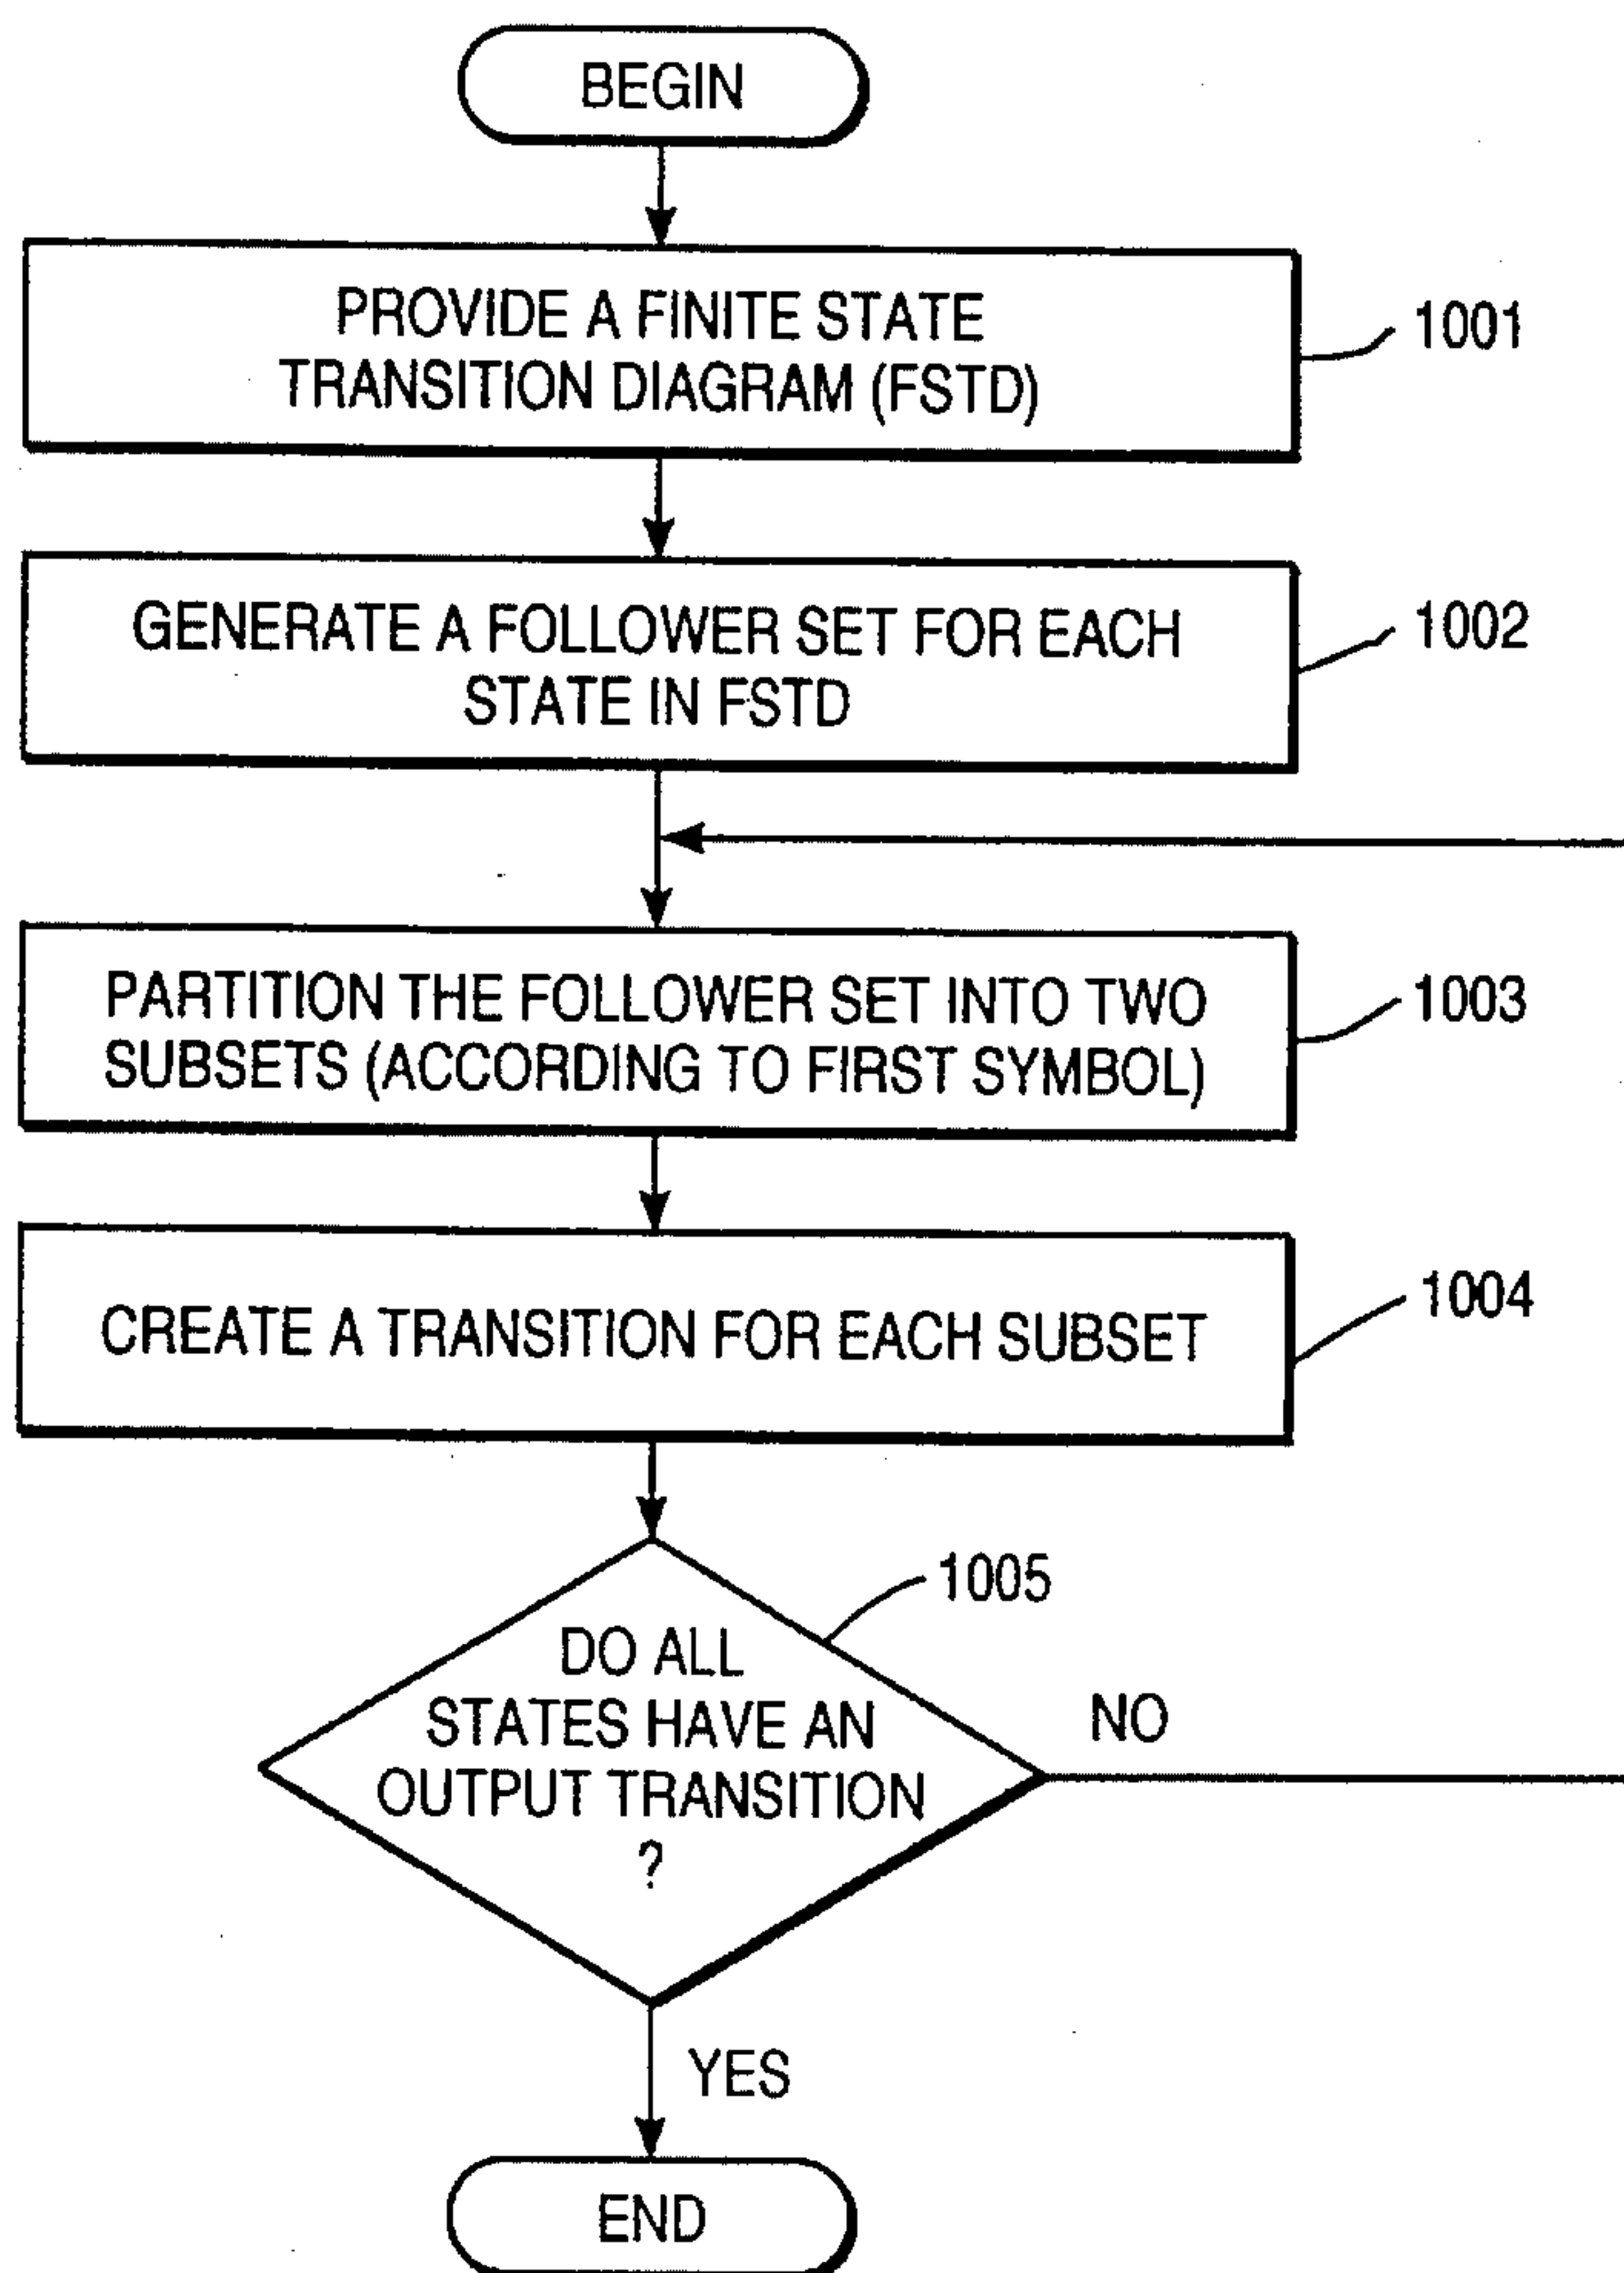 BEGIN
PROVIDE A FINITE STATE
TRANSITION DIAGRAM (FSTD)
1001
GENERATE A FOLLOWER SET FOR EACH
STATE IN FSTD
1002
PARTITION THE FOLLOWER SET INTO TWO
SUBSETS (ACCORDING TO FIRST SYMBOL)
1003
CREATE A TRANSITION FOR EACH SUBSET
1004
1005
DO ALL
STATES HAVE AN
OUTPUT TRANSITION
?
NO
YES
END